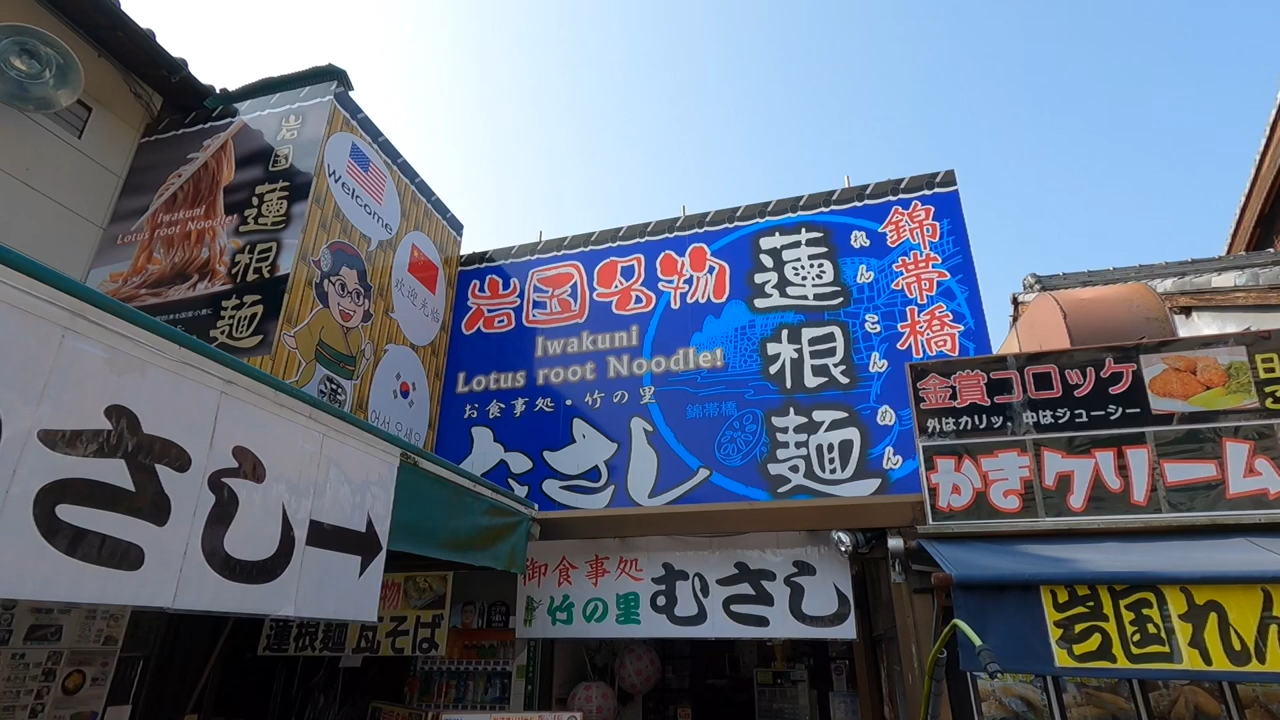 岩国
蓮根麺
Iwakuni
Lotus root Noodle!
Welcome
欢迎光临
어서 오세요
岩国名物
Iwakuni
Lotus root Noodle!
お食事処・竹の里
むさし
蓮根麺
れんこんめん
錦帯橋
錦帯橋
金賞コロッケ
外はカリッ、中はジューシー
かきクリーム
さし→
御食事処
竹の里
むさし
蓮根麺 瓦そば
岩国れん